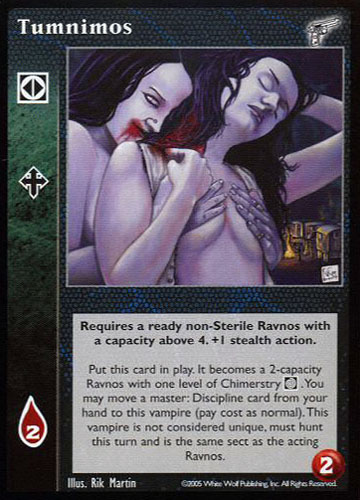 Tumnimos
Requires a ready non-Sterile Ravnos with
a capacity above 4. +1 stealth action.
Put this card in play. It becomes a 2-capacity
Ravnos with one level of Chimerstry . You
may move a master: Discipline card from your
hand to this vampire (pay cost as normal). This
vampire is not considered unique, must hunt
this turn and is the same sect as the acting
Ravnos.
2
2
Illus. Rik Martin
©2005 White Wolf Publishing, Inc. All Rights Reserved.